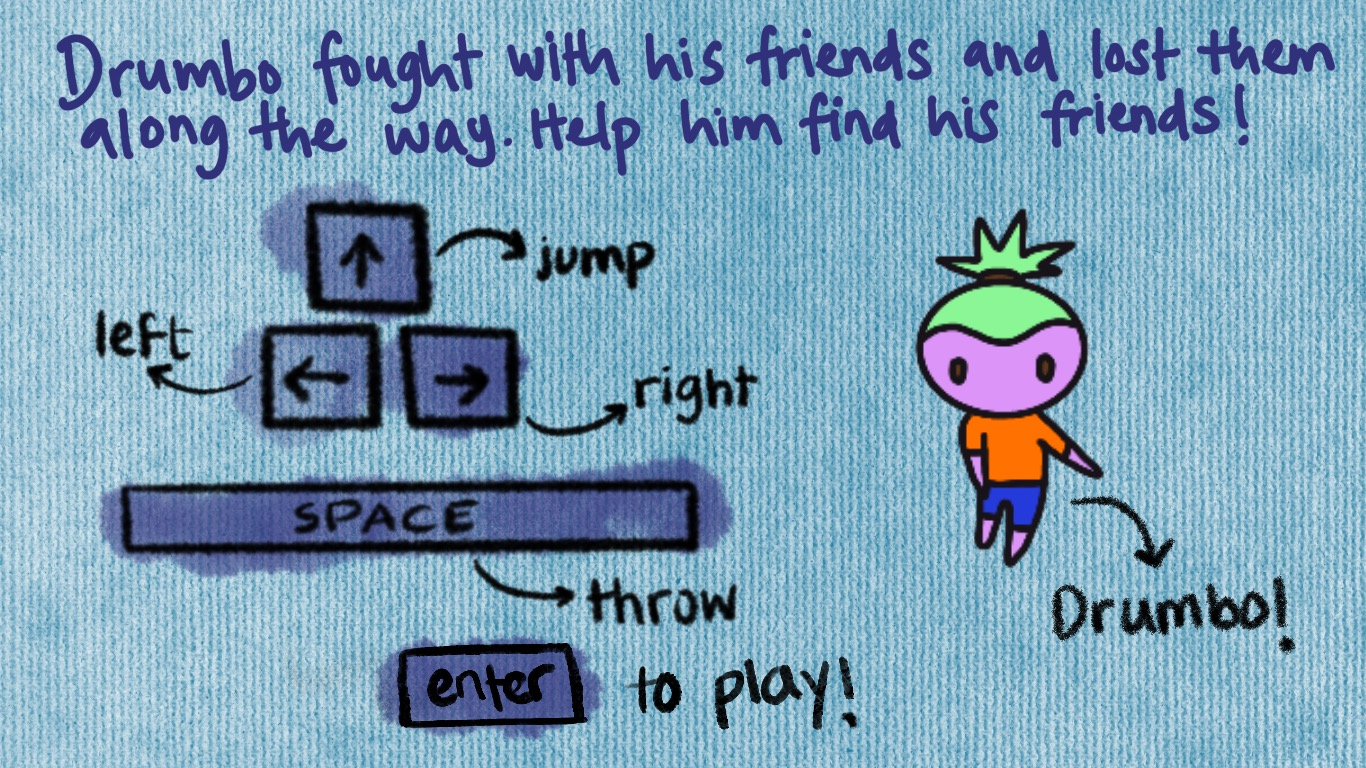 Drumbo fought with his friends and lost them
along the way. Help him find his friends!
↑ jump
left
← → right
SPACE
throw
enter to play!
Drumbo!